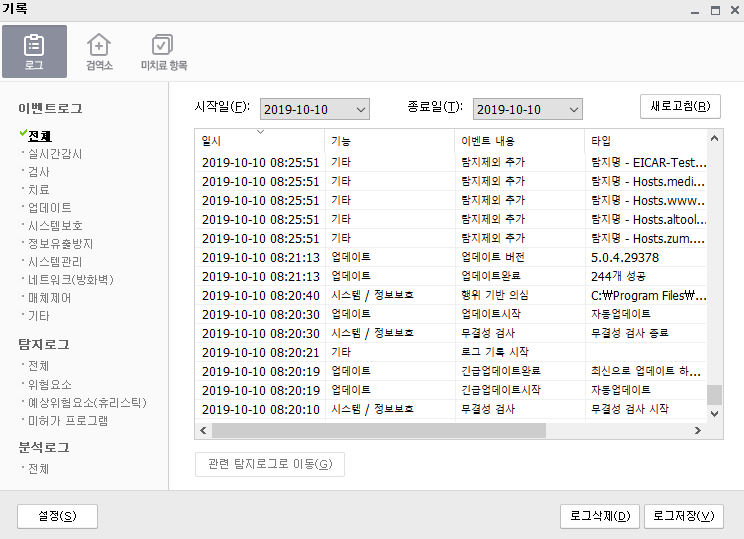 기록
로그
검역소
미치료 항목
이벤트로그
전체
실시간감시
검사
치료
업데이트
시스템보호
정보유출방지
시스템관리
네트워크(방화벽)
매체제어
기타
탐지로그
전체
위험요소
예상위험요소(휴리스틱)
미허가 프로그램
분석로그
전체
시작일(F): 2019-10-10 종료일(T): 2019-10-10 새로고침(R)
일시 기능 이벤트 내용 타입
2019-10-10 08:25:51 기타 탐지제외 추가 탐지명 - EICAR-Test...
2019-10-10 08:25:51 기타 탐지제외 추가 탐지명 - Hosts.medi...
2019-10-10 08:25:51 기타 탐지제외 추가 탐지명 - Hosts.www...
2019-10-10 08:25:51 기타 탐지제외 추가 탐지명 - Hosts.altool...
2019-10-10 08:25:51 기타 탐지제외 추가 탐지명 - Hosts.zum....
2019-10-10 08:21:13 업데이트 업데이트 버전 5.0.4.29378
2019-10-10 08:21:13 업데이트 업데이트완료 244개 성공
2019-10-10 08:20:40 시스템 / 정보보호 행위 기반 의심 C:₩Program Files₩...
2019-10-10 08:20:30 업데이트 업데이트시작 자동업데이트
2019-10-10 08:20:30 시스템 / 정보보호 무결성 검사 무결성 검사 종료
2019-10-10 08:20:21 기타 로그 기록 시작
2019-10-10 08:20:19 업데이트 긴급업데이트완료 최신으로 업데이트 하...
2019-10-10 08:20:19 업데이트 긴급업데이트시작 자동업데이트
2019-10-10 08:20:10 시스템 / 정보보호 무결성 검사 무결성 검사 시작
관련 탐지로그로 이동(G)
설정(S) 로그삭제(D) 로그저장(V)